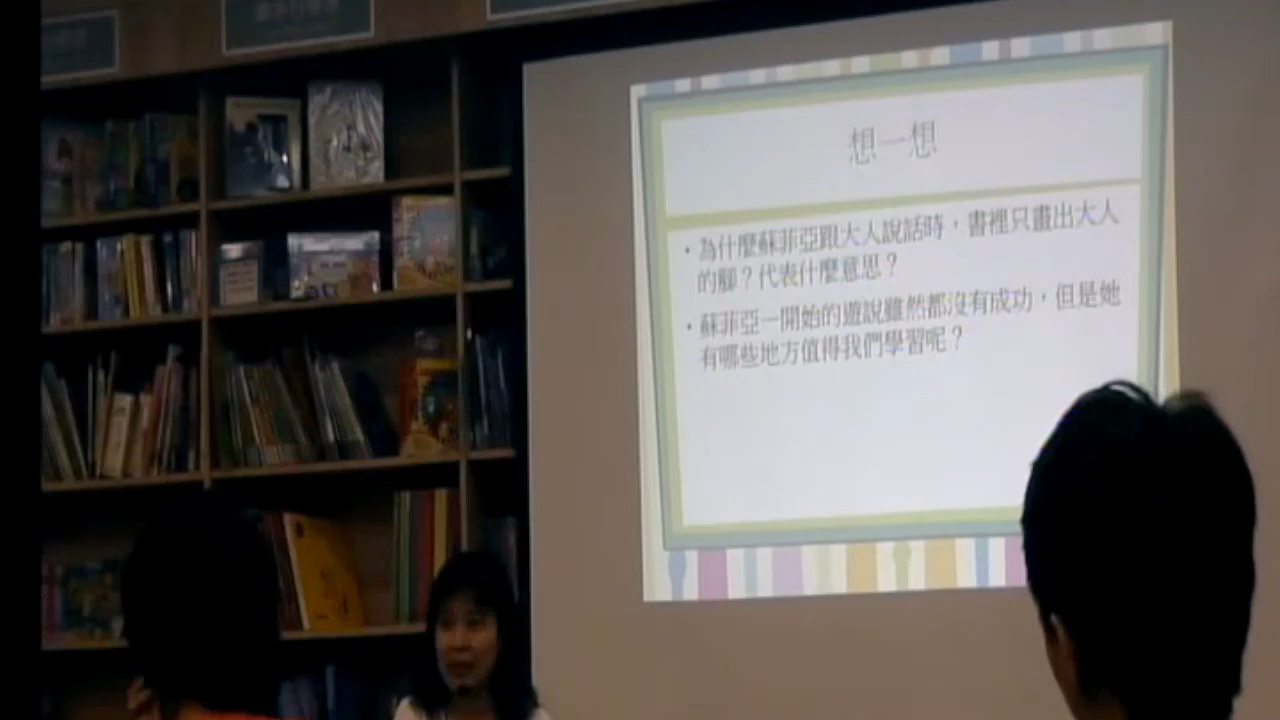 想一想
•為什麼蘇菲亞跟大人說話時，書裡只畫出大人
的腳？代表什麼意思？
•蘇菲亞一開始的遊說雖然都沒有成功，但是她
有哪些地方值得我們學習呢？